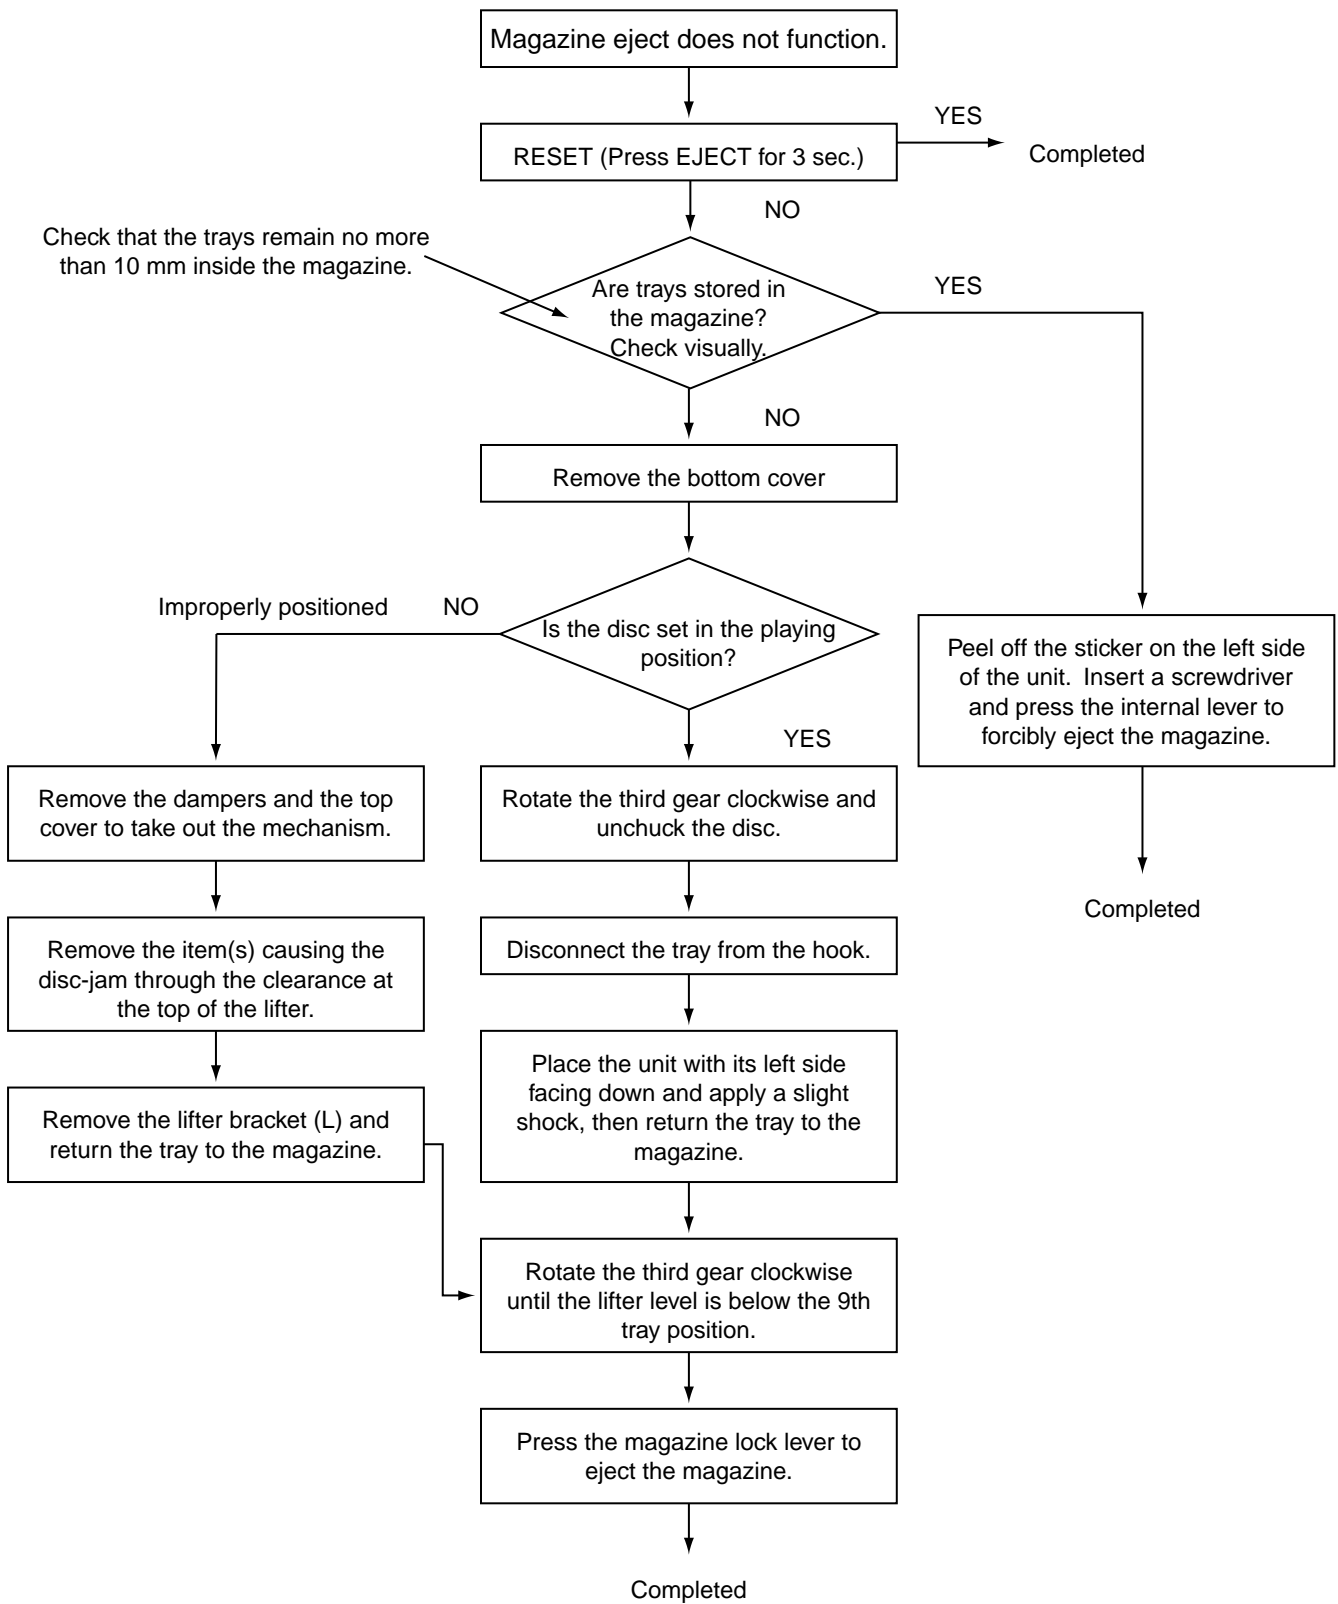 Magazine eject does not function.
YES
RESET (Press EJECT for 3 sec.)
Completed
NO
Check that the trays remain no more
than 10 mm inside the magazine.
YES
Are trays stored in
the magazine?
Check visually.
NO
Remove the bottom cover
Improperly positioned
NO
Is the disc set in the playing
position?
YES
Peel off the sticker on the left side
of the unit.  Insert a screwdriver
and press the internal lever to
forcibly eject the magazine.
Completed
Remove the dampers and the top
cover to take out the mechanism.
Rotate the third gear clockwise and
unchuck the disc.
Remove the item(s) causing the
disc-jam through the clearance at
the top of the lifter.
Disconnect the tray from the hook.
Remove the lifter bracket (L) and
return the tray to the magazine.
Place the unit with its left side
facing down and apply a slight
shock, then return the tray to the
magazine.
Rotate the third gear clockwise
until the lifter level is below the 9th
tray position.
Press the magazine lock lever to
eject the magazine.
Completed